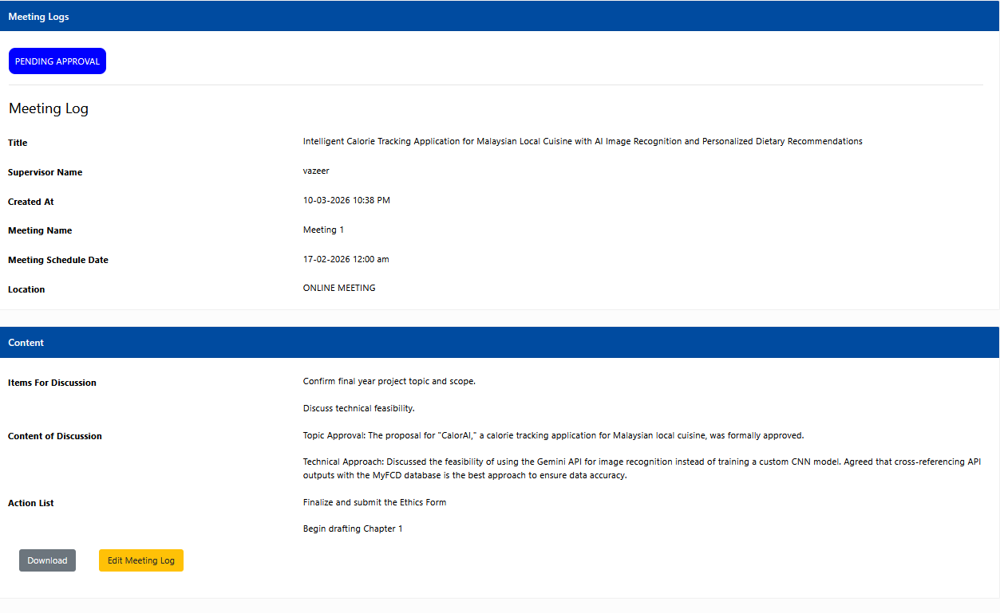 Meeting Logs
PENDING APPROVAL
Meeting Log
Title
Intelligent Calorie Tracking Application for Malaysian Local Cuisine with AI Image Recognition and Personalized Dietary Recommendations
Supervisor Name
vazeer
Created At
10-03-2026 10:38 PM
Meeting Name
Meeting 1
Meeting Schedule Date
17-02-2026 12:00 am
Location
ONLINE MEETING
Content
Items For Discussion
Confirm final year project topic and scope.
Discuss technical feasibility.
Content of Discussion
Topic Approval: The proposal for "CalorAI," a calorie tracking application for Malaysian local cuisine, was formally approved.
Technical Approach: Discussed the feasibility of using the Gemini API for image recognition instead of training a custom CNN model. Agreed that cross-referencing API
outputs with the MyFCD database is the best approach to ensure data accuracy.
Action List
Finalize and submit the Ethics Form
Begin drafting Chapter 1
Download
Edit Meeting Log